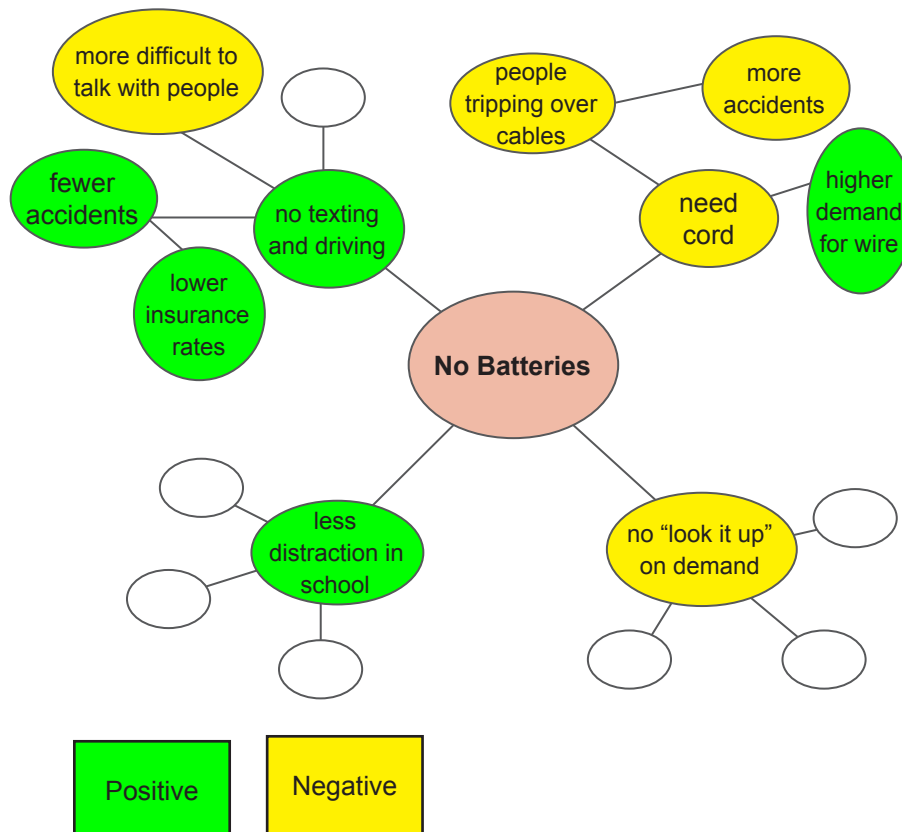 more difficult to
talk with people
people
tripping over
cables
more
accidents
fewer
accidents
no texting
and driving
need
cord
higher
demand
for wire
lower
insurance
rates
No Batteries
less
distraction in
school
no “look it up”
on demand
Positive
Negative